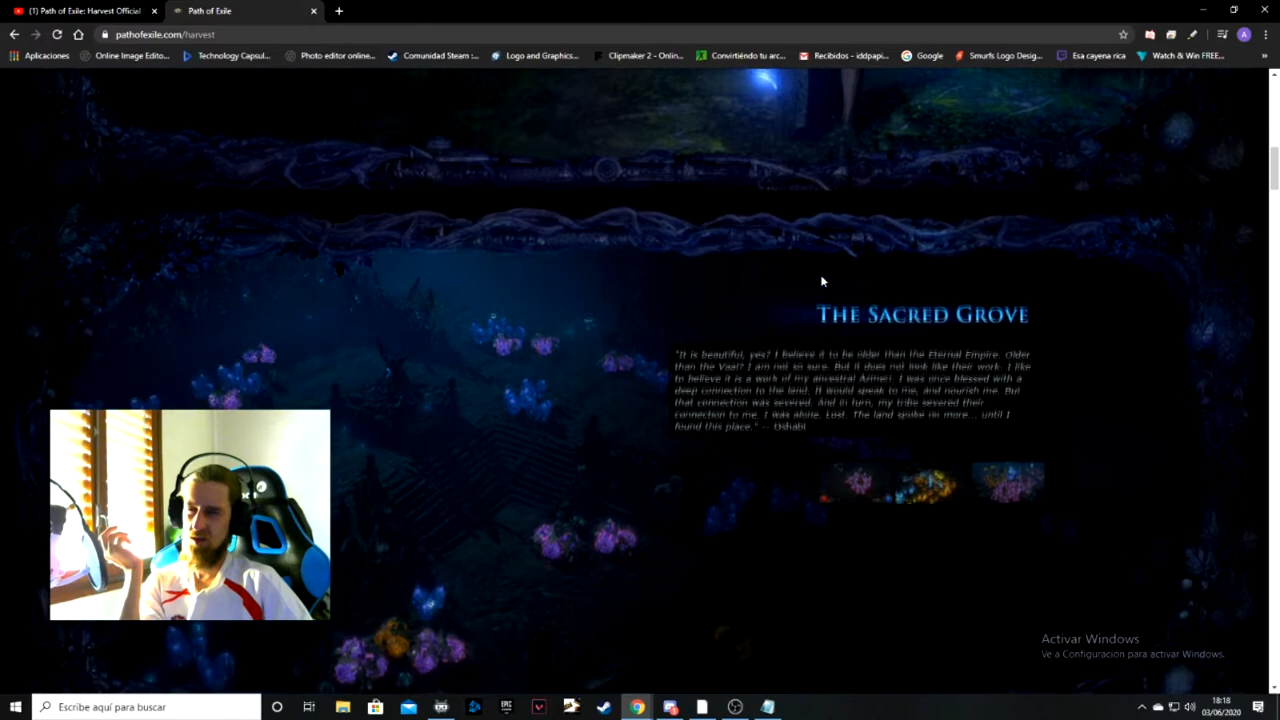 (1) Path of Exile: Harvest Official
Path of Exile
pathofexile.com/harvest
Aplicaciones
Online Image Edito...
Technology Capsul...
Photo editor online...
Comunidad Steam :...
Logo and Graphics...
Clipmaker 2 - Onlin...
Convirtiéndo tu arc...
Recibidos - iddpapi...
Google
Smurfs Logo Desig...
Esa cayena rica
Watch & Win FREE...
THE SACRED GROVE
"It is beautiful, yes? I believe it to be older than the Eternal Empire. Older
than the Vaal? I am not so sure. But it does not look like their work. I like
to believe it is a work of my ancestral Azmeri. I was once blessed with a
deep connection to the land. It would speak to me, and nourish me. But
that connection was severed. And in turn, my tribe severed their
connection to me. I was alone. Lost. The land spoke no more... until I
found this place." -- Oshabi
Activar Windows
Ve a Configuración para activar Windows.
Escribe aquí para buscar
EPIC
18:18
03/06/2020